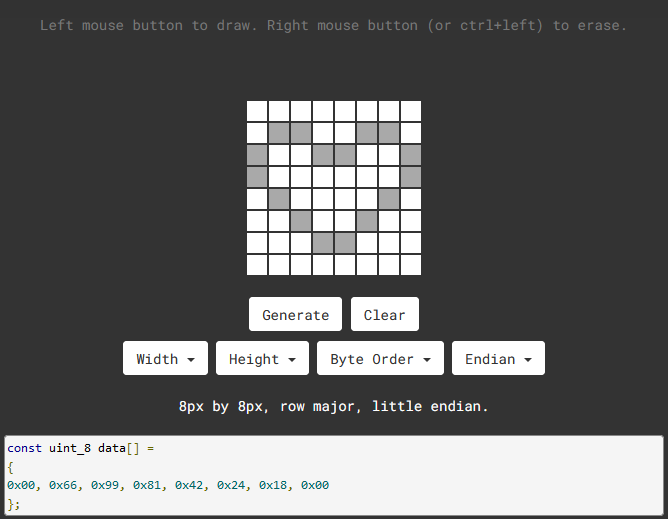 Left mouse button to draw. Right mouse button (or ctrl+left) to erase.
Generate
Clear
Width
Height
Byte Order
Endian
8px by 8px, row major, little endian.
const uint_8 data[] =
{
0x00, 0x66, 0x99, 0x81, 0x42, 0x24, 0x18, 0x00
};